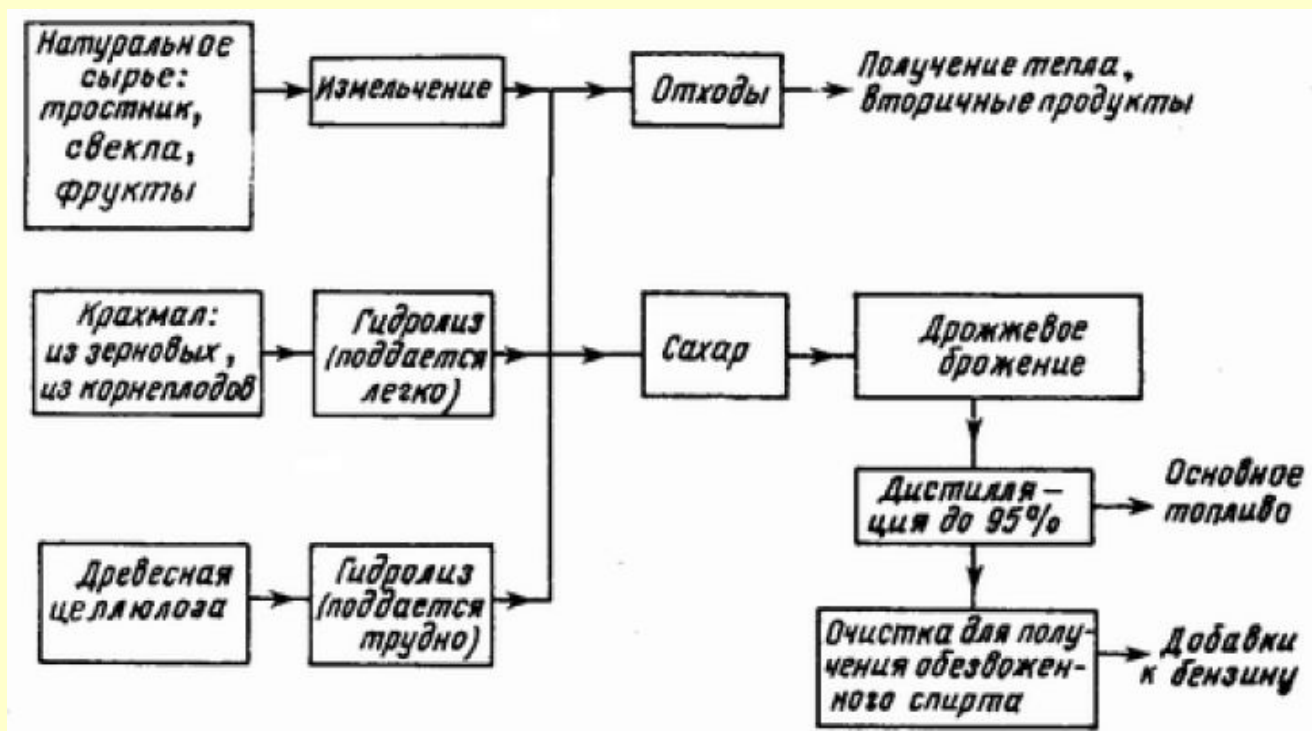 Натуральное
сырье:
тростник,
свекла,
фрукты
Измельчение
Отходы
Получение тепла,
вторичные продукты
Крахмал:
из зерновых,
из корнеплодов
Гидролиз
(поддается
легко)
Сахар
Дрожжевое
брожение
Дистилля-
ция до 95%
Основное
топливо
Древесная
целлюлоза
Гидролиз
(поддается
трудно)
Очистка для полу-
чения обезвожен-
ного спирта
Добавки
к бензину